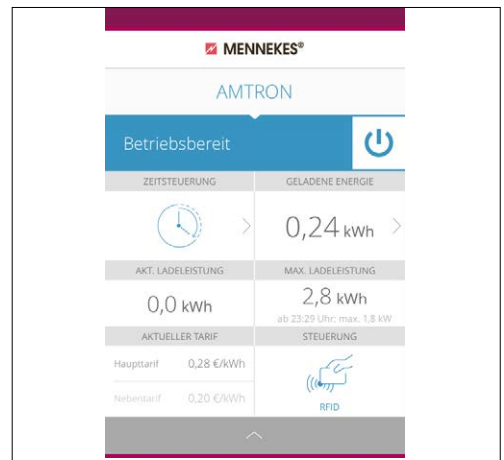 MENNEKES®
AMTRON
Betriebsbereit
ZEITSTEUERUNG
GELADENE ENERGIE
0,24 kWh
AKT. LADELEISTUNG
MAX. LADELEISTUNG
0,0 kWh
2,8 kWh
ab 23:29 Uhr: max. 1,8 kW
AKTUELLER TARIF
STEUERUNG
Haupttarif 0,28 €/kWh
Nebentarif 0,20 €/kWh
RFID